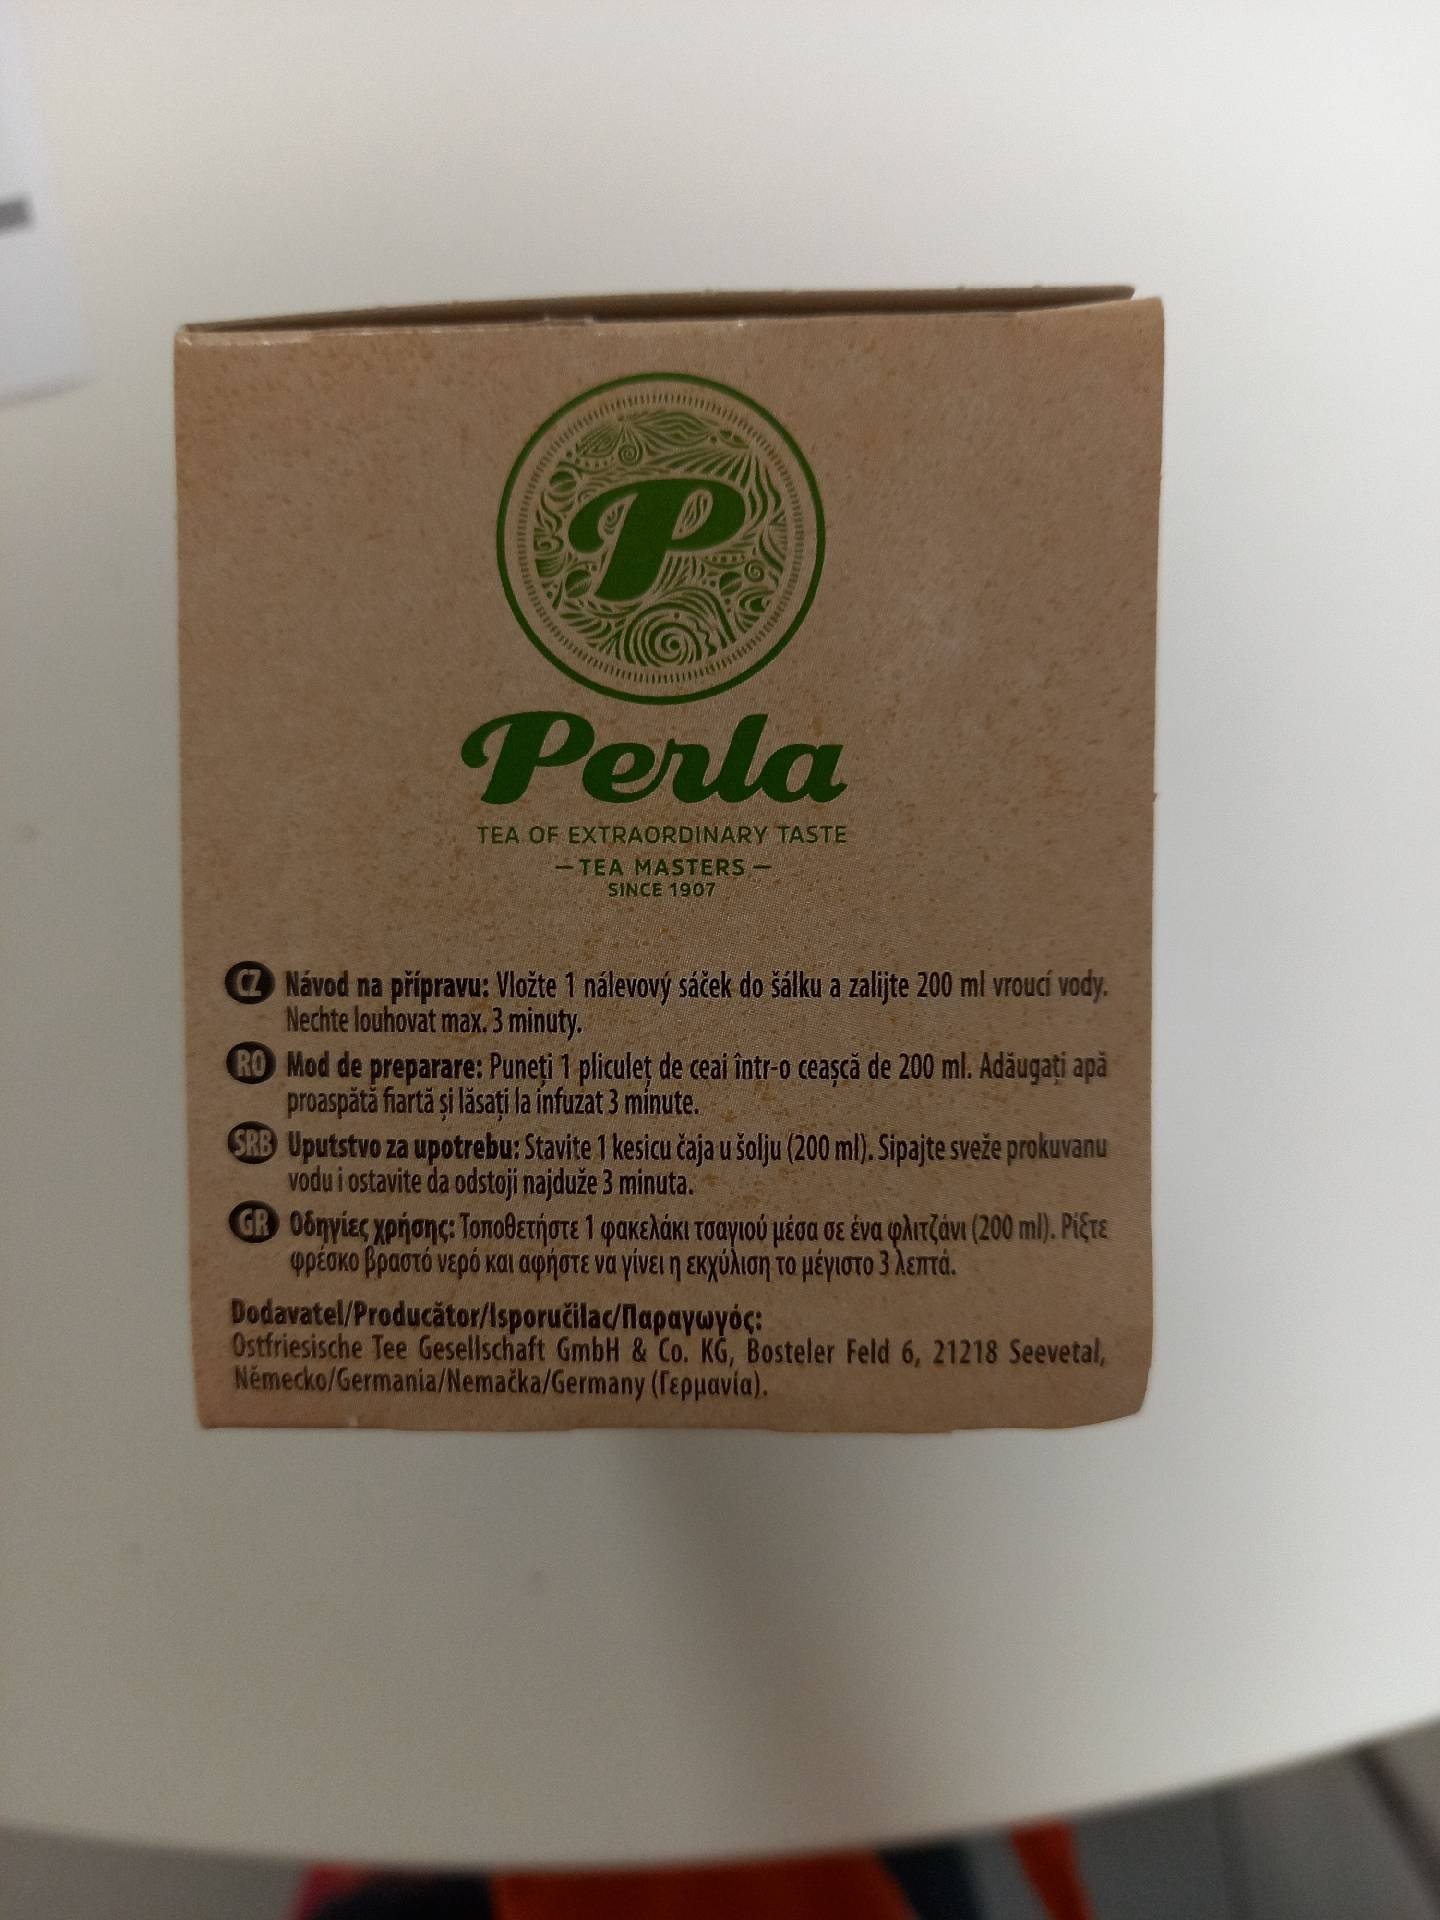 P
Perla
TEA OF EXTRAORDINARY TASTE
— TEA MASTERS —
SINCE 1907
CZ Návod na přípravu: Vložte 1 nálevový sáček do šálku a zalijte 200 ml vroucí vody.
Nechte louhovat max. 3 minuty.
RO Mod de preparare: Puneți 1 pliculeț de ceai într-o ceașcă de 200 ml. Adăugați apă
proaspătă fiartă și lăsați la infuzat 3 minute.
SRB Uputstvo za upotrebu: Stavite 1 kesicu čaja u šolju (200 ml). Sipajte sveže prokuvanu
vodu i ostavite da odstoji najduže 3 minuta.
GR Οδηγίες χρήσης: Τοποθετήστε 1 φακελάκι τσαγιού μέσα σε ένα φλιτζάνι (200 ml). Ρίξτε
φρέσκο βραστό νερό και αφήστε να γίνει η εκχύλιση το μέγιστο 3 λεπτά.
Dodavatel/Producător/Isporučilac/Παραγωγός:
Ostfriesische Tee Gesellschaft GmbH & Co. KG, Bosteler Feld 6, 21218 Seevetal,
Německo/Germania/Nemačka/Germany (Γερμανία).